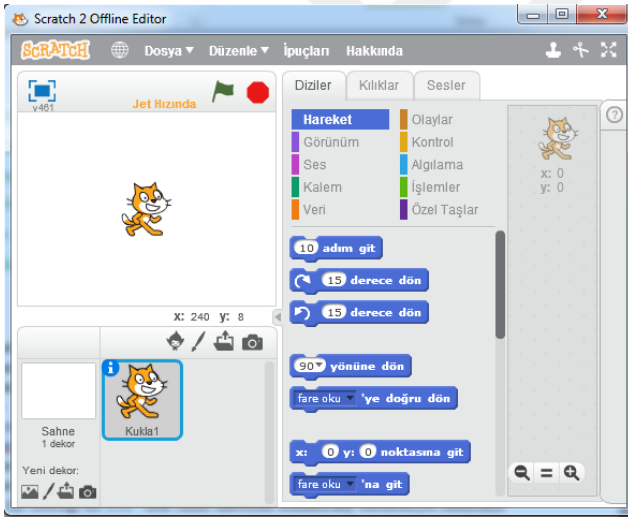 Scratch 2 Offline Editor
SCRATCH Dosya Düzenle İpuçları Hakkında
v461
Jet Hızında
x: 240 y: 8
Sahne
1 dekor
Kukla1
Yeni dekor:
Diziler Kılıklar Sesler
Hareket Olaylar
Görünüm Kontrol
Ses Algılama
Kalem İşlemler
Veri Özel Taşlar
10 adım git
15 derece dön
15 derece dön
90 yönüne dön
fare oku 'ye doğru dön
x: 0 y: 0 noktasına git
fare oku 'na git
x: 0
y: 0